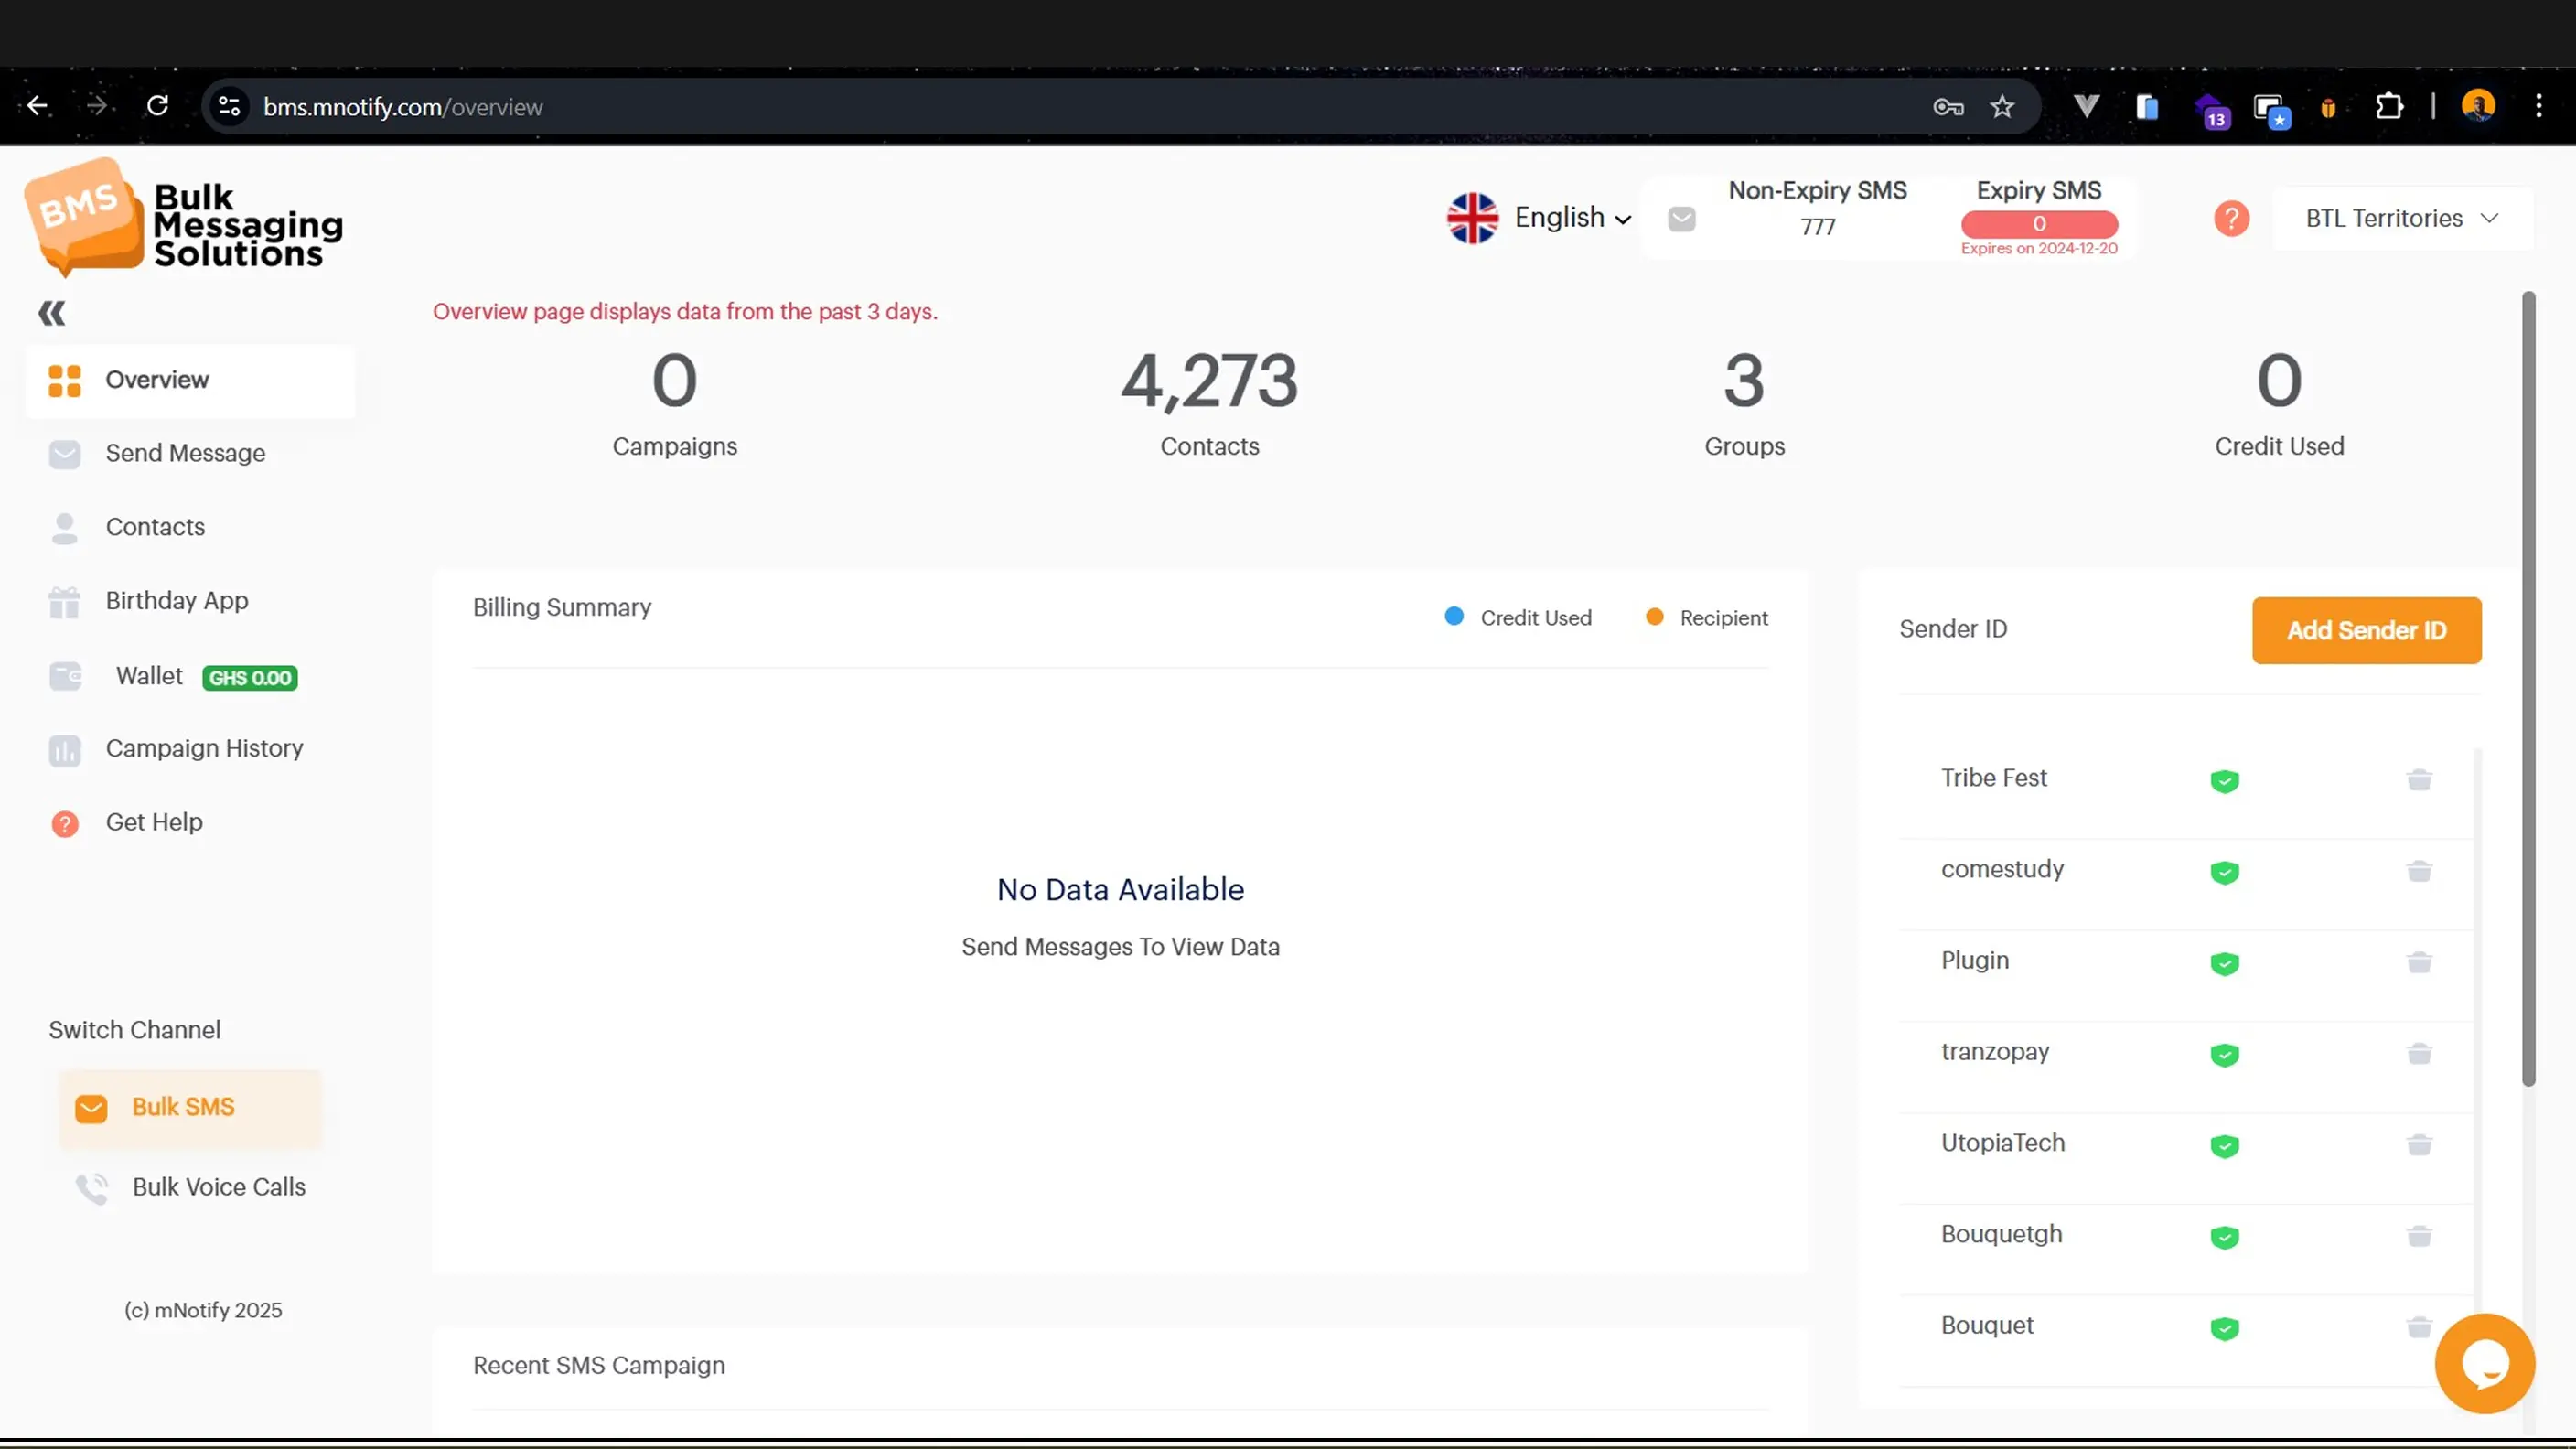 bms.mnotify.com/overview
13
BMS
Bulk
Messaging
Solutions
English
Non-Expiry SMS
777
Expiry SMS
0
Expires on 2024-12-20
?
BTL Territories
Overview page displays data from the past 3 days.
0
Campaigns
4,273
Contacts
3
Groups
0
Credit Used
Overview
Send Message
Contacts
Birthday App
Wallet GHS 0.00
Campaign History
? Get Help
Switch Channel
Bulk SMS
Bulk Voice Calls
(c) mNotify 2025
Billing Summary
Credit Used
Recipient
No Data Available
Send Messages To View Data
Recent SMS Campaign
Sender ID
Add Sender ID
Tribe Fest
comestudy
Plugin
tranzopay
UtopiaTech
Bouquetgh
Bouquet